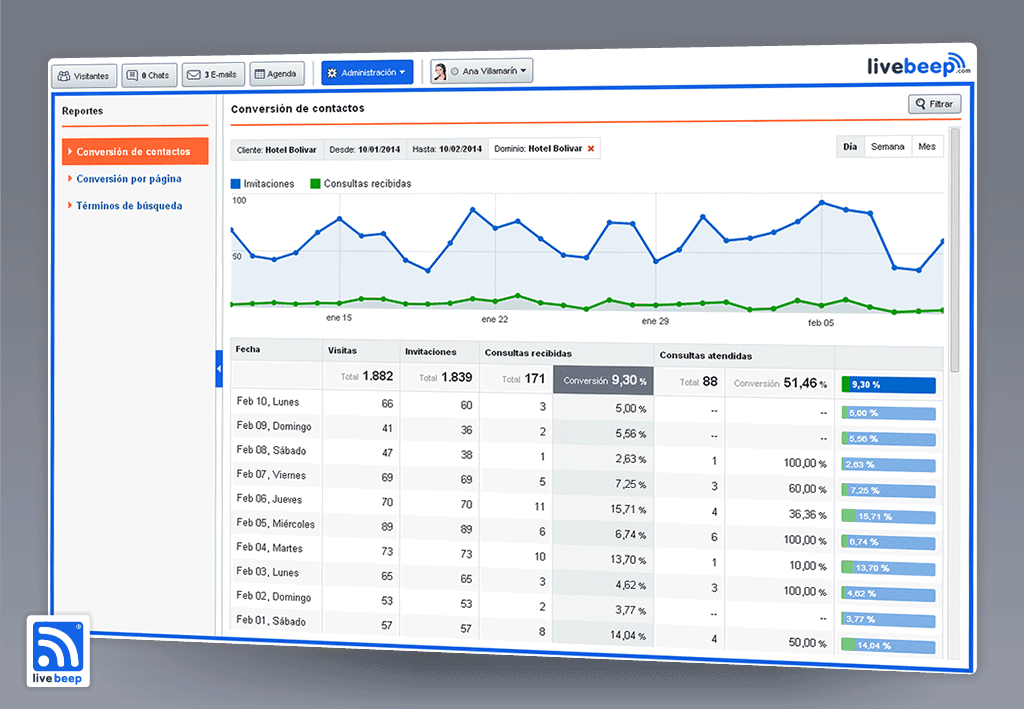 Visitantes 0 Chats 3 E-mails Agenda Administración Ana Villamarín livebeep.com
Reportes
Conversión de contactos
Conversión por página
Términos de búsqueda
Conversión de contactos Filtrar
Cliente: Hotel Bolivar Desde: 10/01/2014 Hasta: 10/02/2014 Dominio: Hotel Bolivar Día Semana Mes
Invitaciones Consultas recibidas
100
50
ene 15 ene 22 ene 29 feb 05
Fecha Visitas Invitaciones Consultas recibidas Consultas atendidas
Total 1.882 Total 1.839 Total 171 Conversión 9,30 % Total 88 Conversión 51,46 % 9,30 %
Feb 10, Lunes 66 60 3 5,00 % -- -- 5,00 %
Feb 09, Domingo 41 36 2 5,56 % -- -- 5,56 %
Feb 08, Sábado 47 38 1 2,63 % 1 100,00 % 2,63 %
Feb 07, Viernes 69 69 5 7,25 % 3 60,00 % 7,25 %
Feb 06, Jueves 70 70 11 15,71 % 4 36,36 % 15,71 %
Feb 05, Miércoles 89 89 6 6,74 % 6 100,00 % 6,74 %
Feb 04, Martes 73 73 10 13,70 % 1 10,00 % 13,70 %
Feb 03, Lunes 65 65 3 4,62 % 3 100,00 % 4,62 %
Feb 02, Domingo 53 53 2 3,77 % -- -- 3,77 %
Feb 01, Sábado 57 57 8 14,04 % 4 50,00 % 14,04 %
live beep